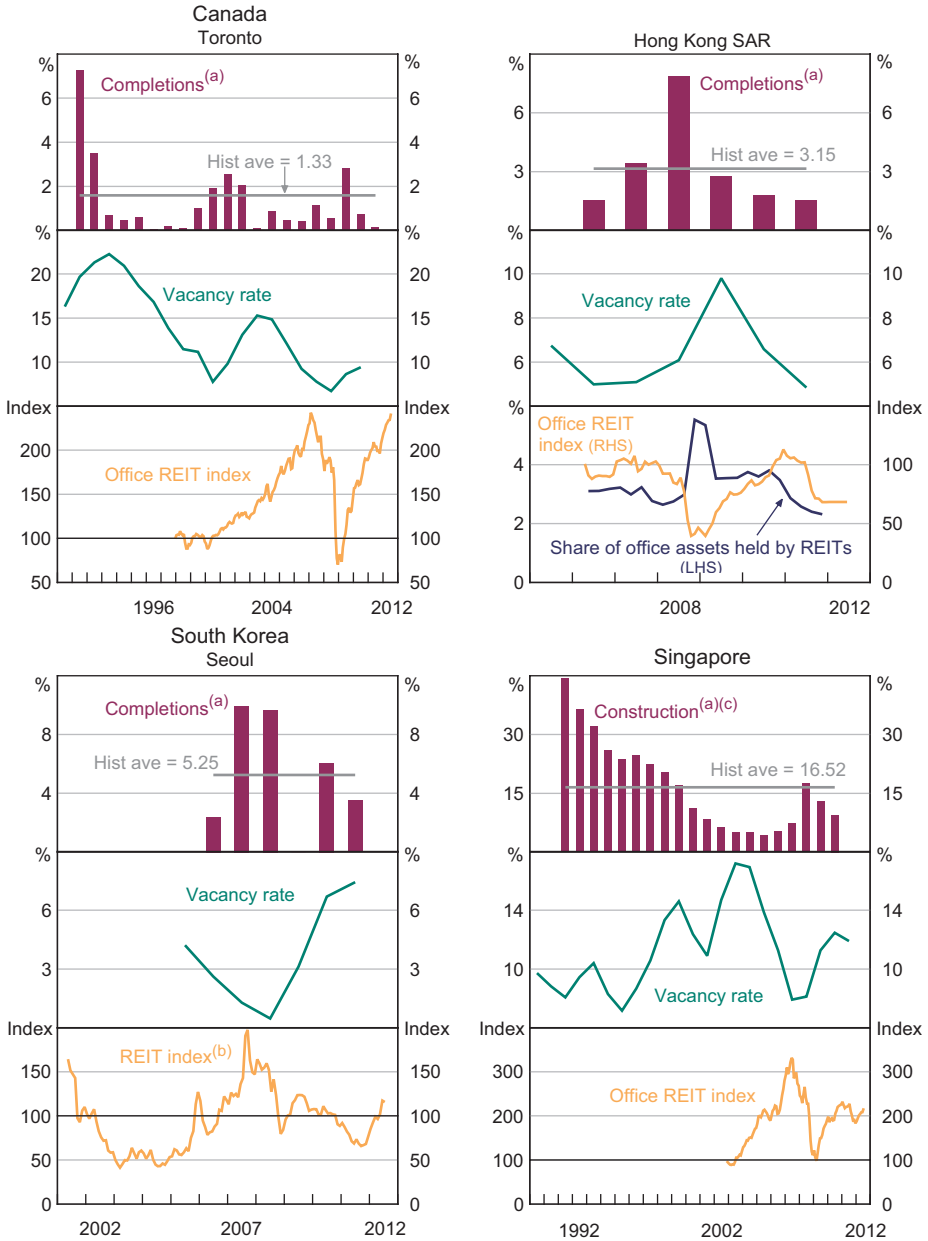 Canada
Toronto
% %
Completions(a)
6 6
4 4
Hist ave = 1.33
2 2
% %
20 20
Vacancy rate
15 15
10 10
Index Index
200 200
Office REIT index
150 150
100 100
50 50
1996 2004 2012
Hong Kong SAR
% %
Completions(a)
6 6
Hist ave = 3.15
3 3
% %
10 10
Vacancy rate
8 8
6 6
% Index
Office REIT
index (RHS)
4 100
2 50
Share of office assets held by REITs
(LHS)
0 0
2008 2012
South Korea
Seoul
% %
Completions(a)
8 8
Hist ave = 5.25
4 4
% %
Vacancy rate
6 6
3 3
Index Index
REIT index(b)
150 150
100 100
50 50
0 0
2002 2007 2012
Singapore
% %
Construction(a)(c)
30 30
Hist ave = 16.52
15 15
% %
14 14
10 10
Vacancy rate
Index Index
300 300
Office REIT index
200 200
100 100
0 0
1992 2002 2012